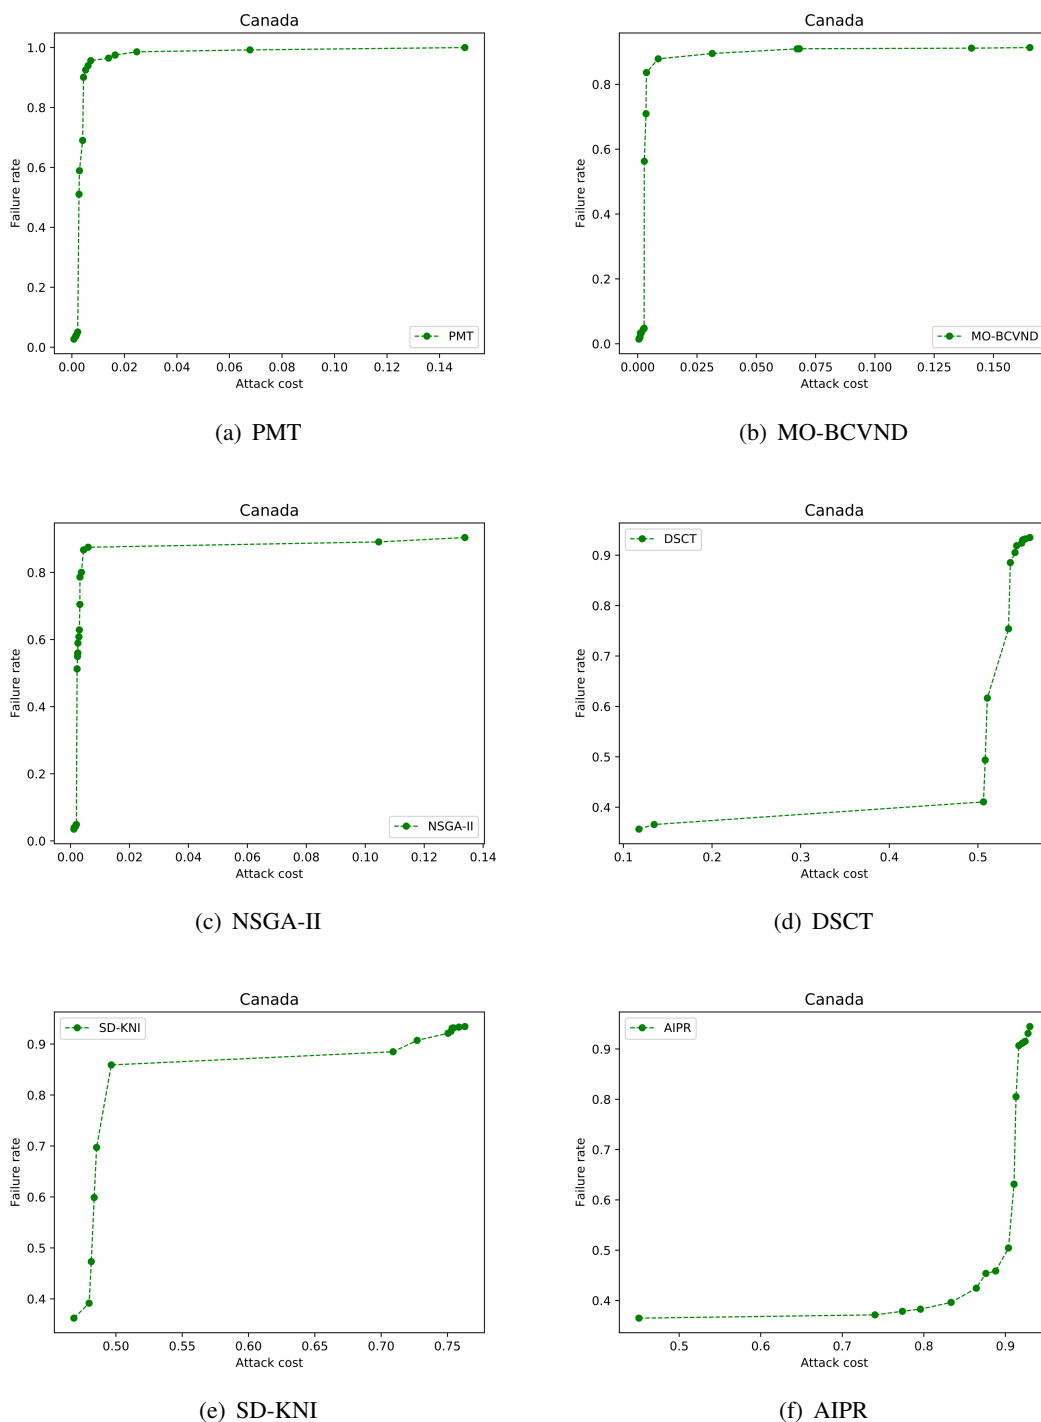 Canada
Failure rate
1.0
0.8
0.6
0.4
0.2
0.0
PMT
0.00 0.02 0.04 0.06 0.08 0.10 0.12 0.14
Attack cost
(a) PMT
Canada
Failure rate
0.8
0.6
0.4
0.2
0.0
MO-BCVND
0.000 0.025 0.050 0.075 0.100 0.125 0.150
Attack cost
(b) MO-BCVND
Canada
Failure rate
0.8
0.6
0.4
0.2
0.0
NSGA-II
0.00 0.02 0.04 0.06 0.08 0.10 0.12 0.14
Attack cost
(c) NSGA-II
Canada
DSCT
Failure rate
0.9
0.8
0.7
0.6
0.5
0.4
0.1 0.2 0.3 0.4 0.5
Attack cost
(d) DSCT
Canada
SD-KNI
Failure rate
0.9
0.8
0.7
0.6
0.5
0.4
0.50 0.55 0.60 0.65 0.70 0.75
Attack cost
(e) SD-KNI
Canada
AIPR
Failure rate
0.9
0.8
0.7
0.6
0.5
0.4
0.5 0.6 0.7 0.8 0.9
Attack cost
(f) AIPR